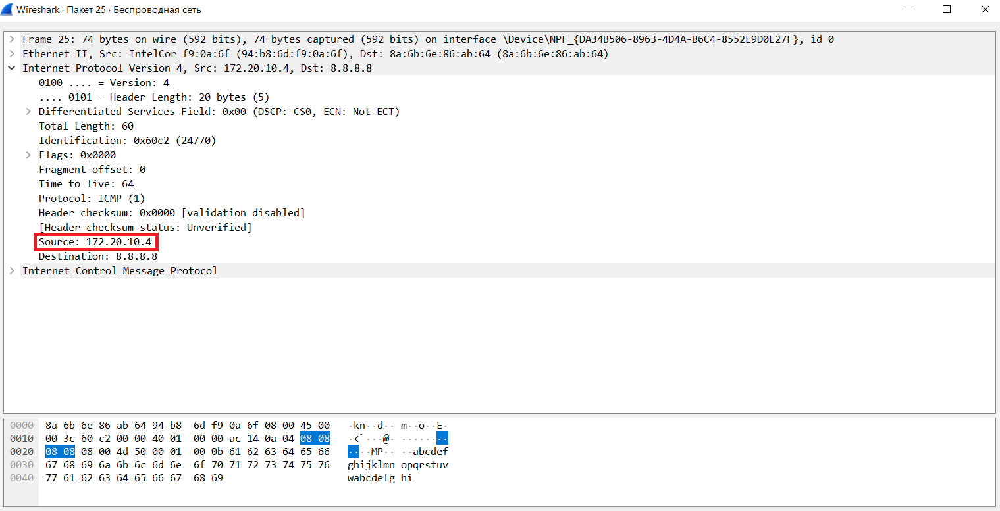 Wireshark · Пакет 25 · Беспроводная сеть
Frame 25: 74 bytes on wire (592 bits), 74 bytes captured (592 bits) on interface \Device\NPF_{DA34B506-8963-4D4A-B6C4-8552E9D0E27F}, id 0
Ethernet II, Src: IntelCor_f9:0a:6f (94:b8:6d:f9:0a:6f), Dst: 8a:6b:6e:86:ab:64 (8a:6b:6e:86:ab:64)
Internet Protocol Version 4, Src: 172.20.10.4, Dst: 8.8.8.8
0100 .... = Version: 4
.... 0101 = Header Length: 20 bytes (5)
Differentiated Services Field: 0x00 (DSCP: CS0, ECN: Not-ECT)
Total Length: 60
Identification: 0x60c2 (24770)
Flags: 0x0000
Fragment offset: 0
Time to live: 64
Protocol: ICMP (1)
Header checksum: 0x0000 [validation disabled]
[Header checksum status: Unverified]
Source: 172.20.10.4
Destination: 8.8.8.8
Internet Control Message Protocol
0000 8a 6b 6e 86 ab 64 94 b8 6d f9 0a 6f 08 00 45 00 ·kn··d·· m··o··E·
0010 00 3c 60 c2 00 00 40 01 00 00 ac 14 0a 04 08 08 ·<`···@· ········
0020 08 08 08 00 4d 50 00 01 00 0b 61 62 63 64 65 66 ····MP·· ··abcdef
0030 67 68 69 6a 6b 6c 6d 6e 6f 70 71 72 73 74 75 76 ghijklmn opqrstuv
0040 77 61 62 63 64 65 66 67 68 69 wabcdefg hi